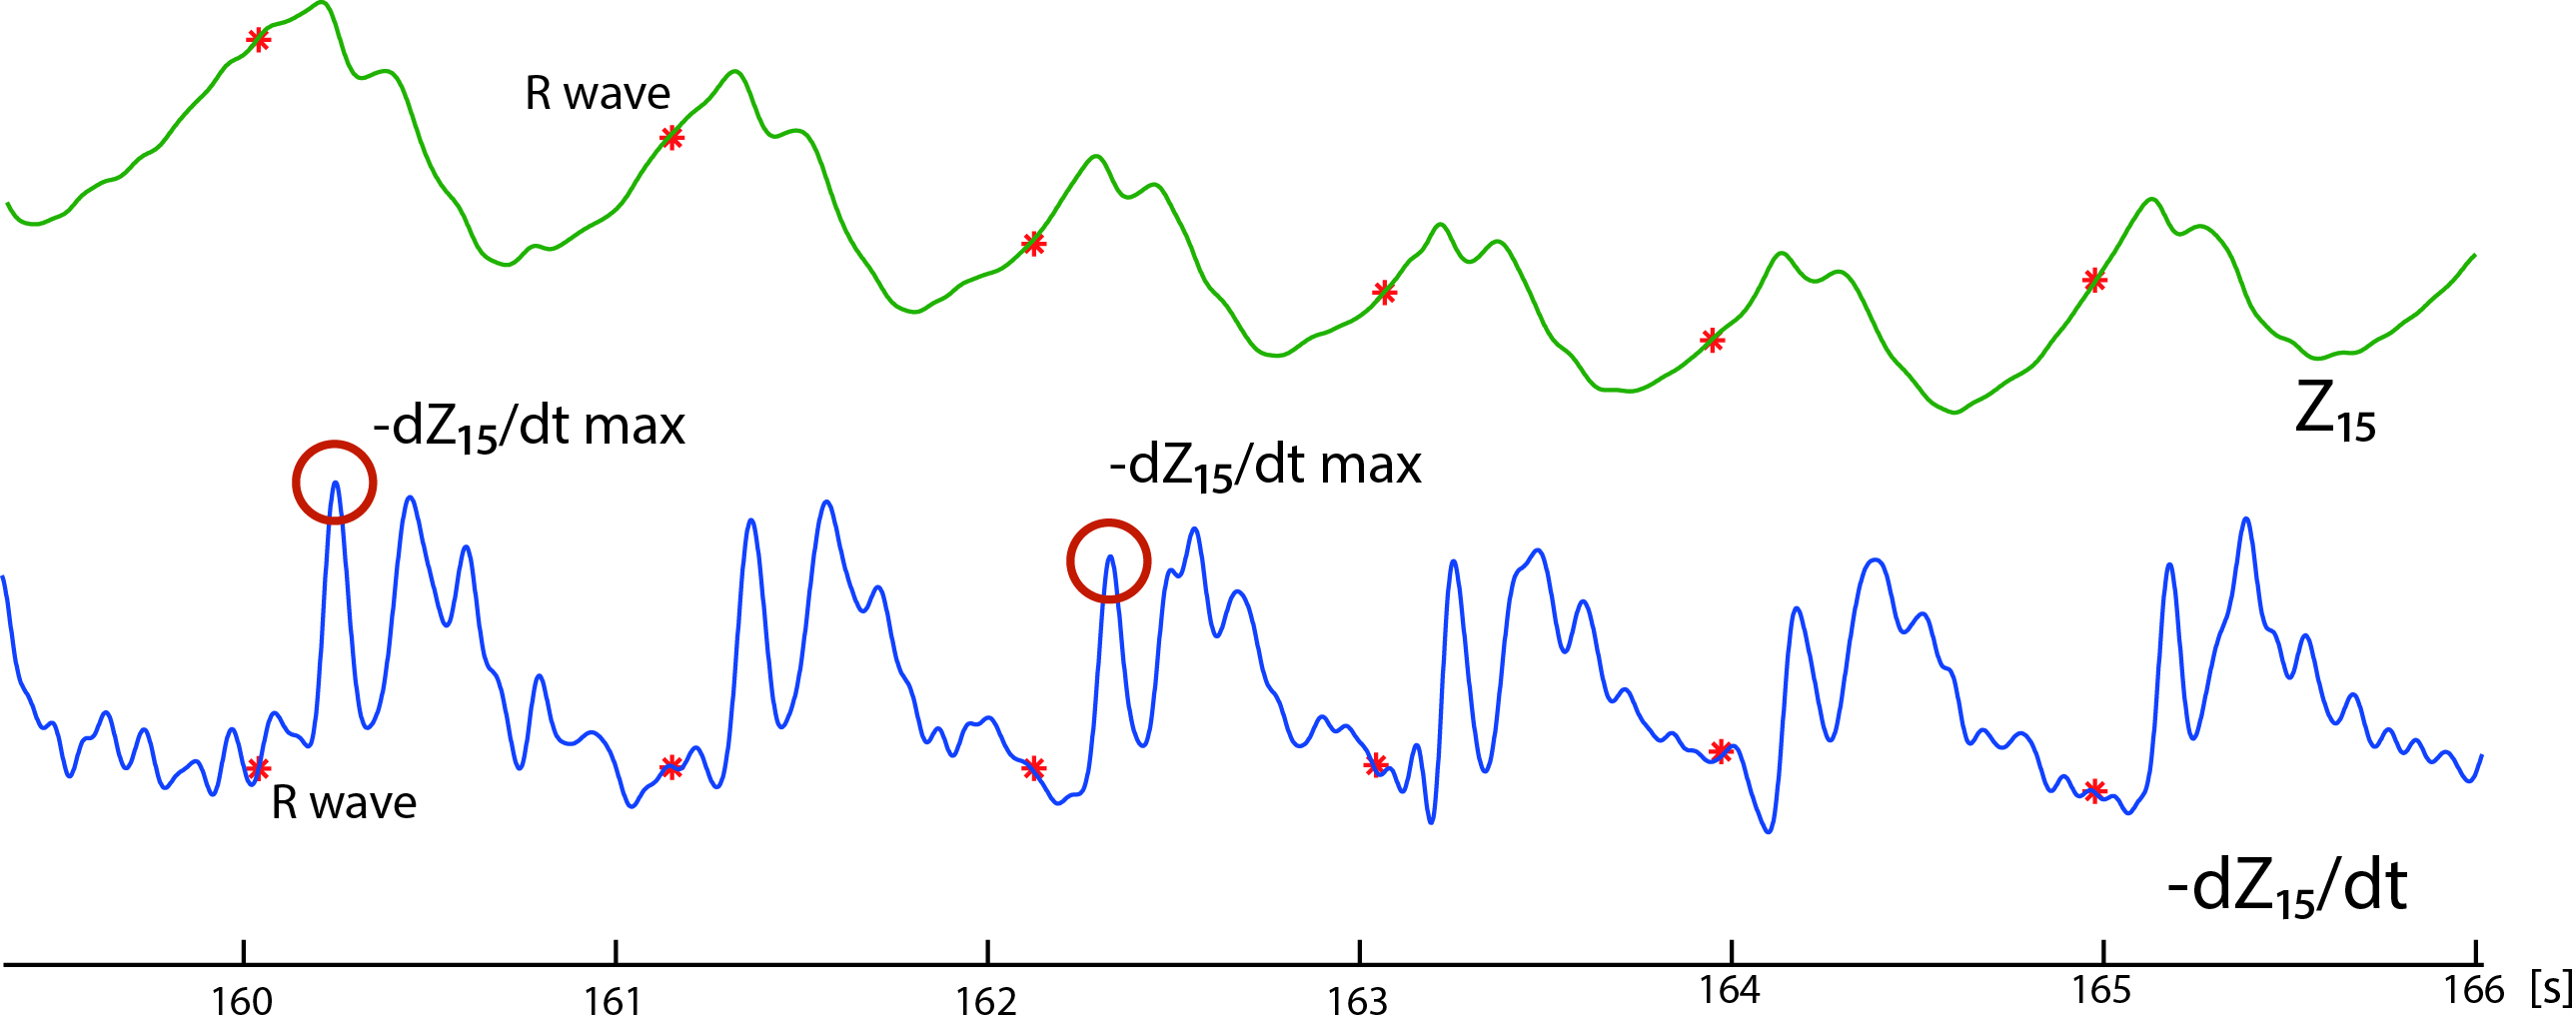 R wave
-dZ₁₅/dt max
Z₁₅
-dZ₁₅/dt max
R wave
-dZ₁₅/dt
160 161 162 163 164 165 166 [s]